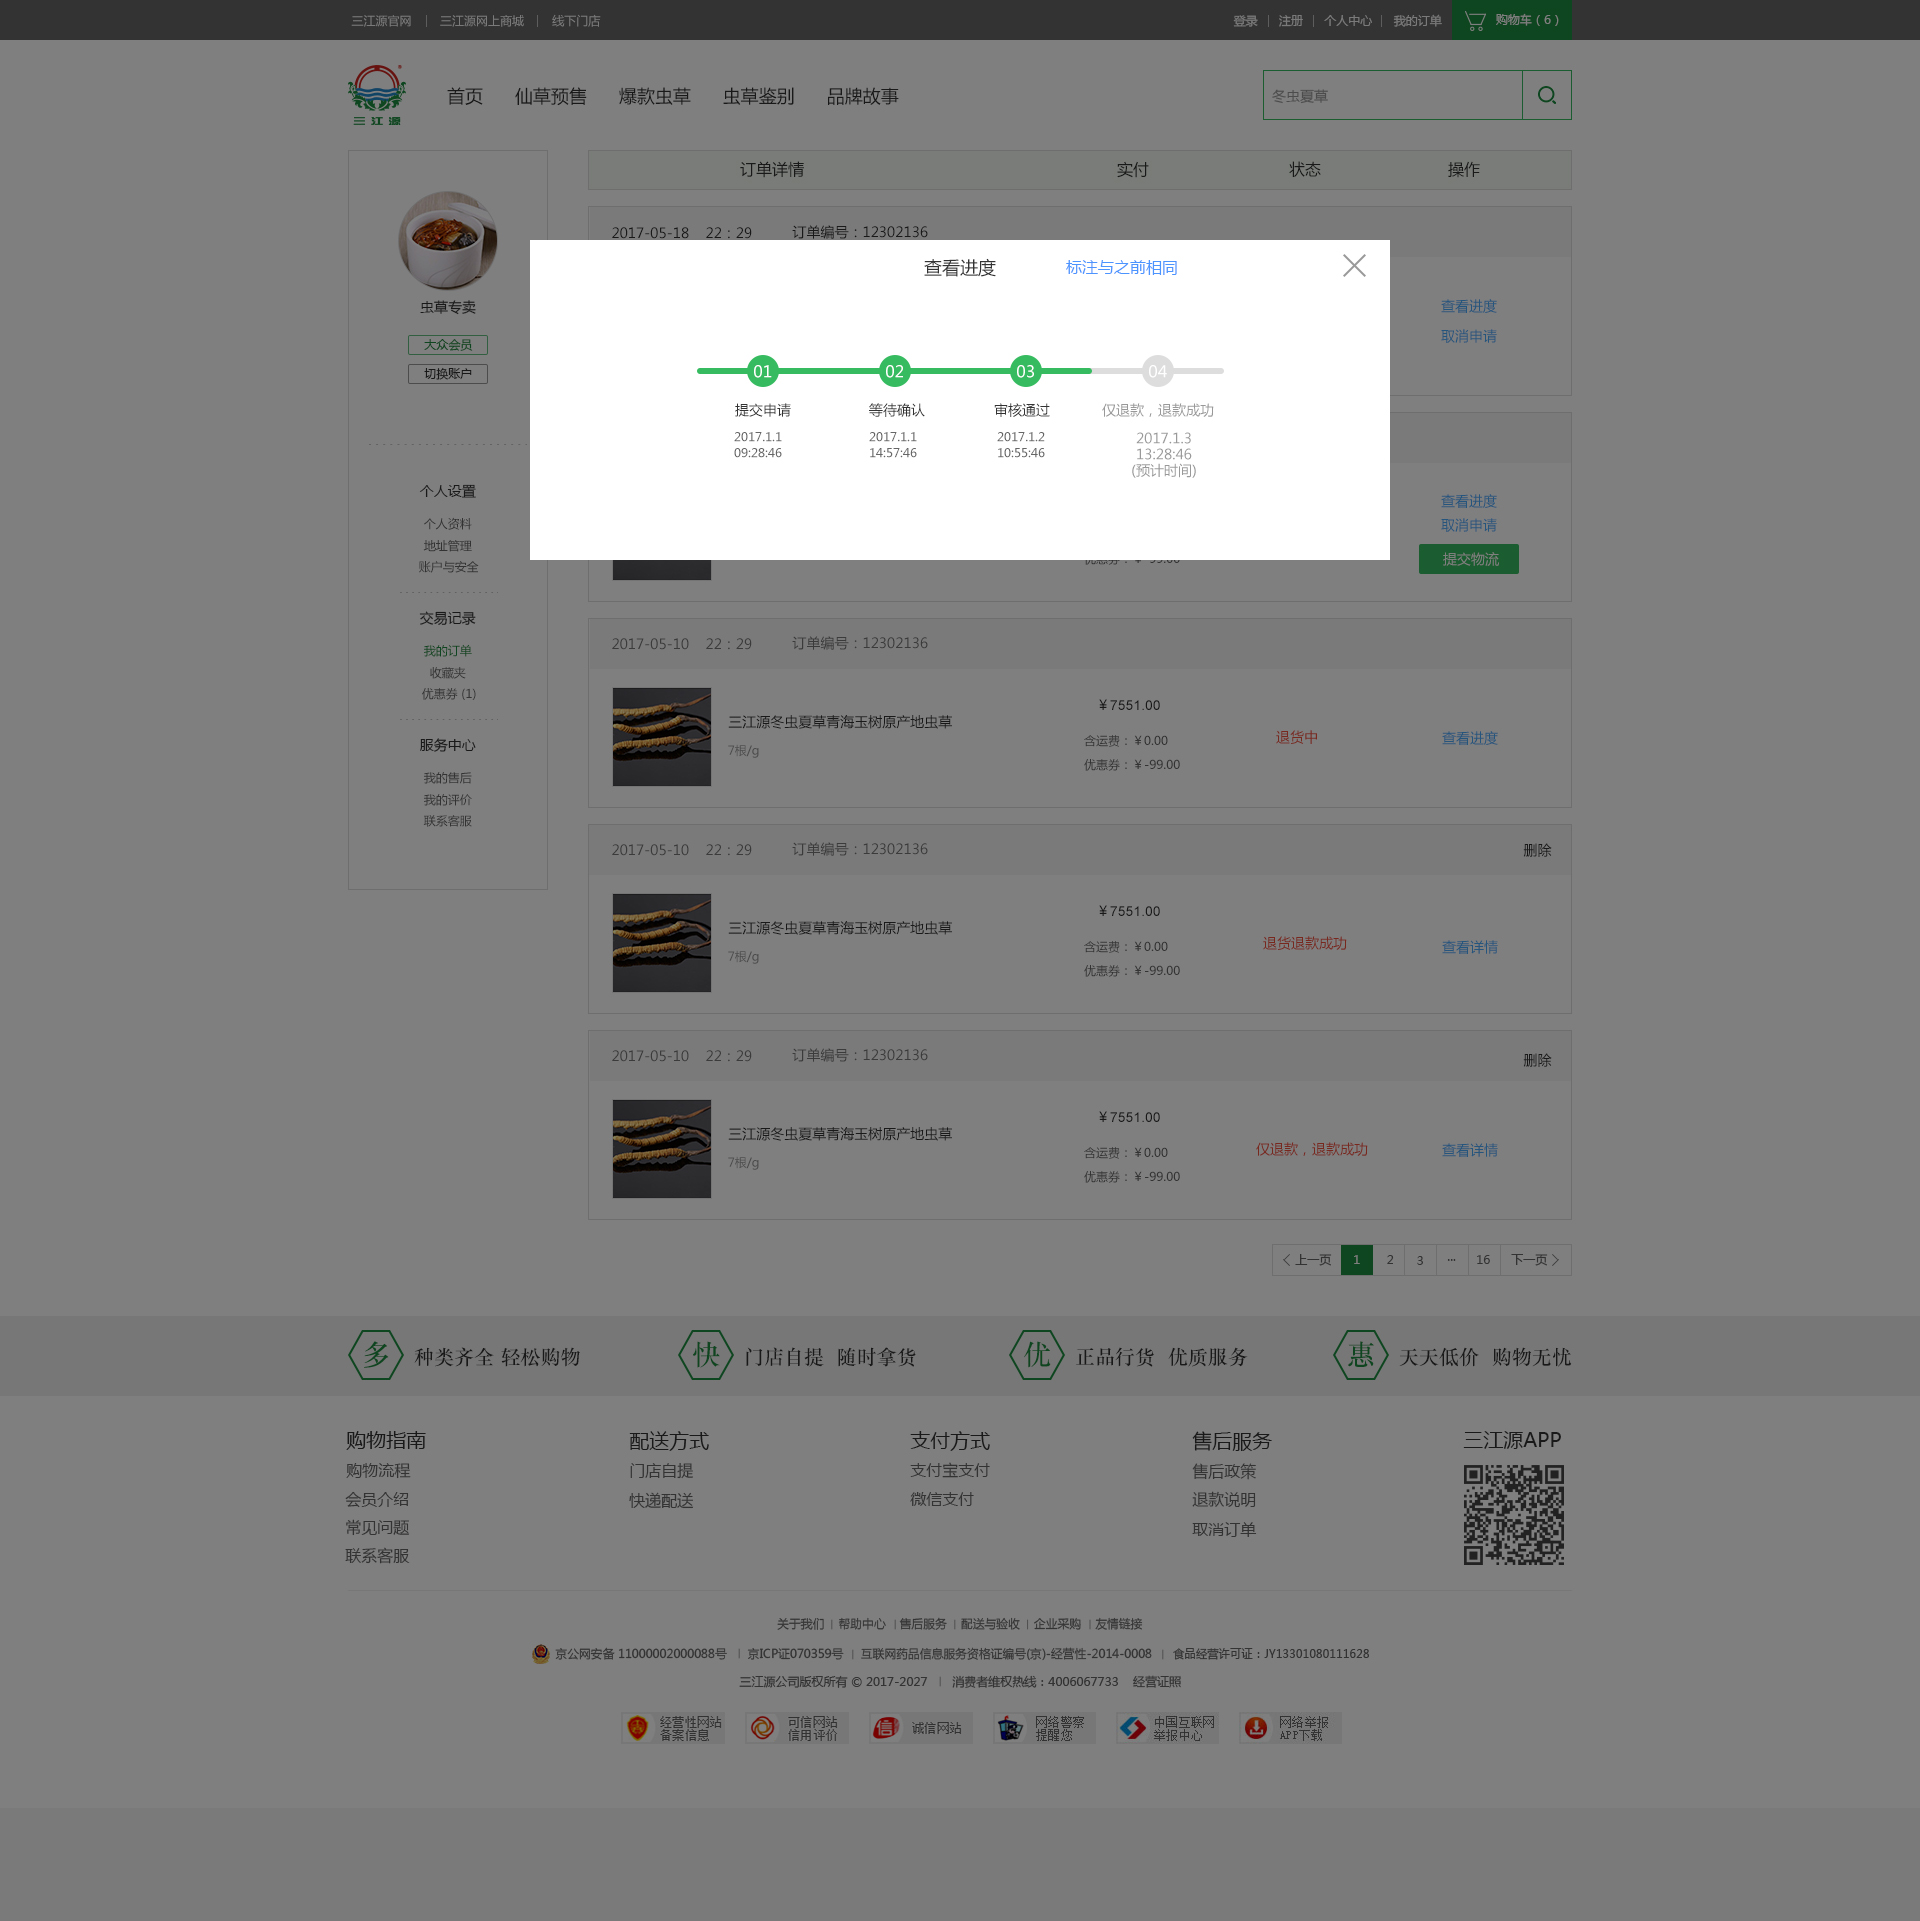 三江源官网 | 三江源网上商城 | 线下门店
登录 | 注册 | 个人中心 | 我的订单 购物车 ( 6 )
三江源
首页 仙草预售 爆款虫草 虫草鉴别 品牌故事
冬虫夏草
虫草专卖
大众会员
切换账户
个人设置
个人资料
地址管理
账户与安全
交易记录
我的订单
收藏夹
优惠券 (1)
服务中心
我的售后
我的评价
联系客服
订单详情 实付 状态 操作
2017-05-18 22 : 29 订单编号 : 12302136
查看进度 标注与之前相同
01 02 03 04
提交申请 等待确认 审核通过 仅退款，退款成功
2017.1.1 2017.1.1 2017.1.2 2017.1.3
09:28:46 14:57:46 10:55:46 13:28:46
(预计时间)
查看进度
取消申请
查看进度
取消申请
提交物流
优惠券 : ¥ -99.00
2017-05-10 22 : 29 订单编号 : 12302136
三江源冬虫夏草青海玉树原产地虫草
7根/g
¥ 7551.00
含运费 : ¥ 0.00
优惠券 : ¥ -99.00
退货中
查看进度
2017-05-10 22 : 29 订单编号 : 12302136 删除
三江源冬虫夏草青海玉树原产地虫草
7根/g
¥ 7551.00
含运费 : ¥ 0.00
优惠券 : ¥ -99.00
退货退款成功
查看详情
2017-05-10 22 : 29 订单编号 : 12302136 删除
三江源冬虫夏草青海玉树原产地虫草
7根/g
¥ 7551.00
含运费 : ¥ 0.00
优惠券 : ¥ -99.00
仅退款，退款成功
查看详情
上一页 1 2 3 ··· 16 下一页
多 种类齐全 轻松购物 快 门店自提 随时拿货 优 正品行货 优质服务 惠 天天低价 购物无忧
购物指南
购物流程
会员介绍
常见问题
联系客服
配送方式
门店自提
快递配送
支付方式
支付宝支付
微信支付
售后服务
售后政策
退款说明
取消订单
三江源APP
关于我们 | 帮助中心 | 售后服务 | 配送与验收 | 企业采购 | 友情链接
京公网安备 11000002000088号 | 京ICP证070359号 | 互联网药品信息服务资格证编号(京)-经营性-2014-0008 | 食品经营许可证 : JY13301080111628
三江源公司版权所有 © 2017-2027 | 消费者维权热线 : 4006067733 经营证照
经营性网站
备案信息
可信网站
信用评价
信 诚信网站
网络警察
提醒您
中国互联网
举报中心
网络举报
APP下载